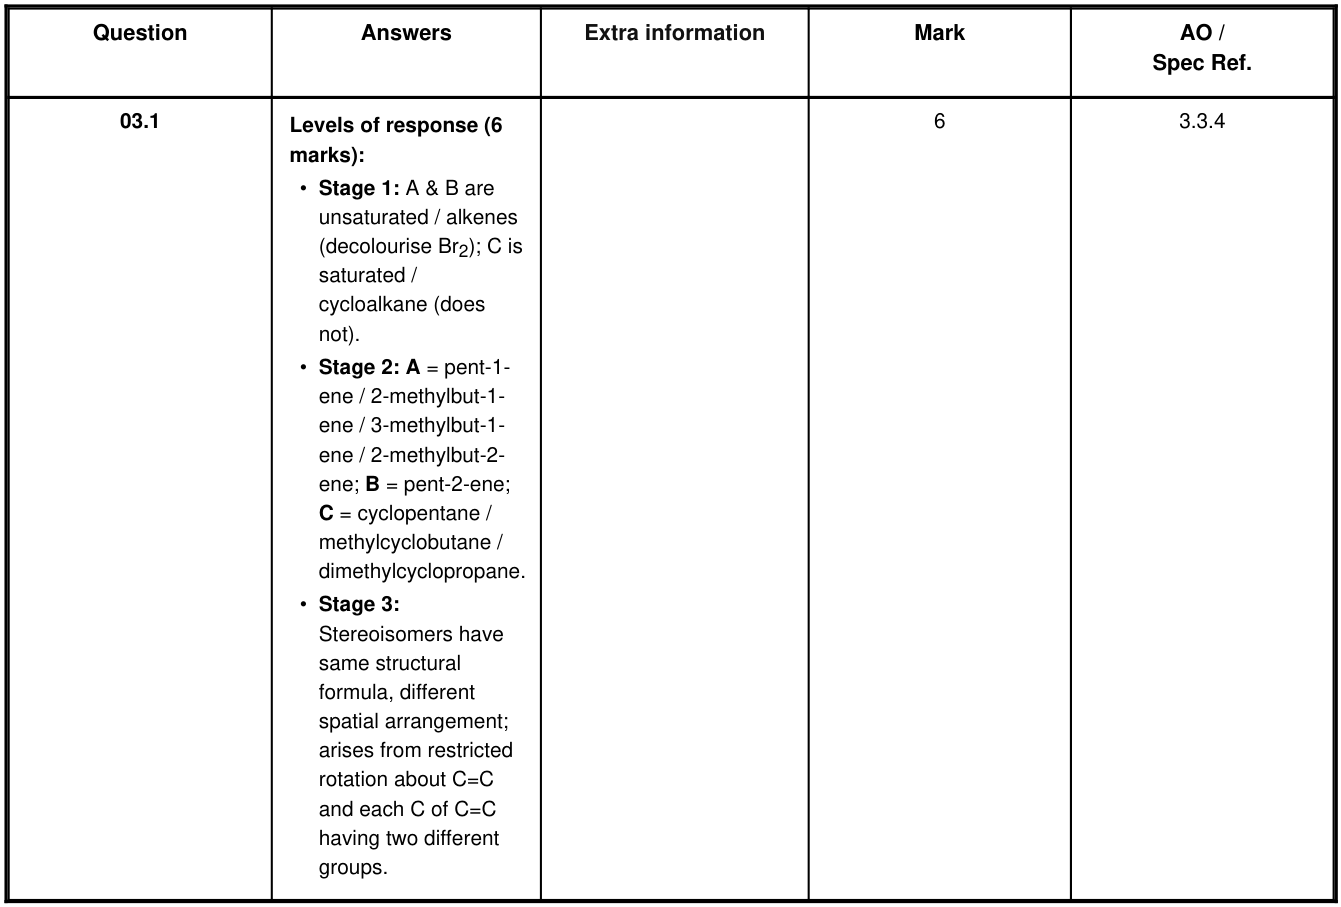 Question Answers Extra information Mark AO /
Spec Ref.
03.1 Levels of response (6 6 3.3.4
marks):
• Stage 1: A & B are
unsaturated / alkenes
(decolourise Br₂); C is
saturated /
cycloalkane (does
not).
• Stage 2: A = pent-1-
ene / 2-methylbut-1-
ene / 3-methylbut-1-
ene / 2-methylbut-2-
ene; B = pent-2-ene;
C = cyclopentane /
methylcyclobutane /
dimethylcyclopropane.
• Stage 3:
Stereoisomers have
same structural
formula, different
spatial arrangement;
arises from restricted
rotation about C=C
and each C of C=C
having two different
groups.